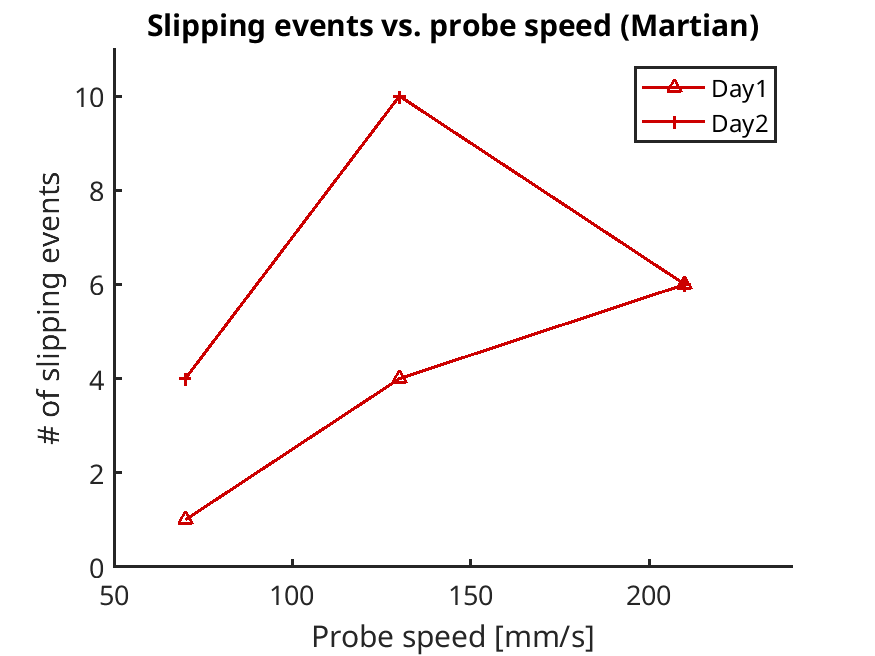 Slipping events vs. probe speed (Martian)
Day1
Day2
# of slipping events
10
8
6
4
2
0
50
100
150
200
Probe speed [mm/s]